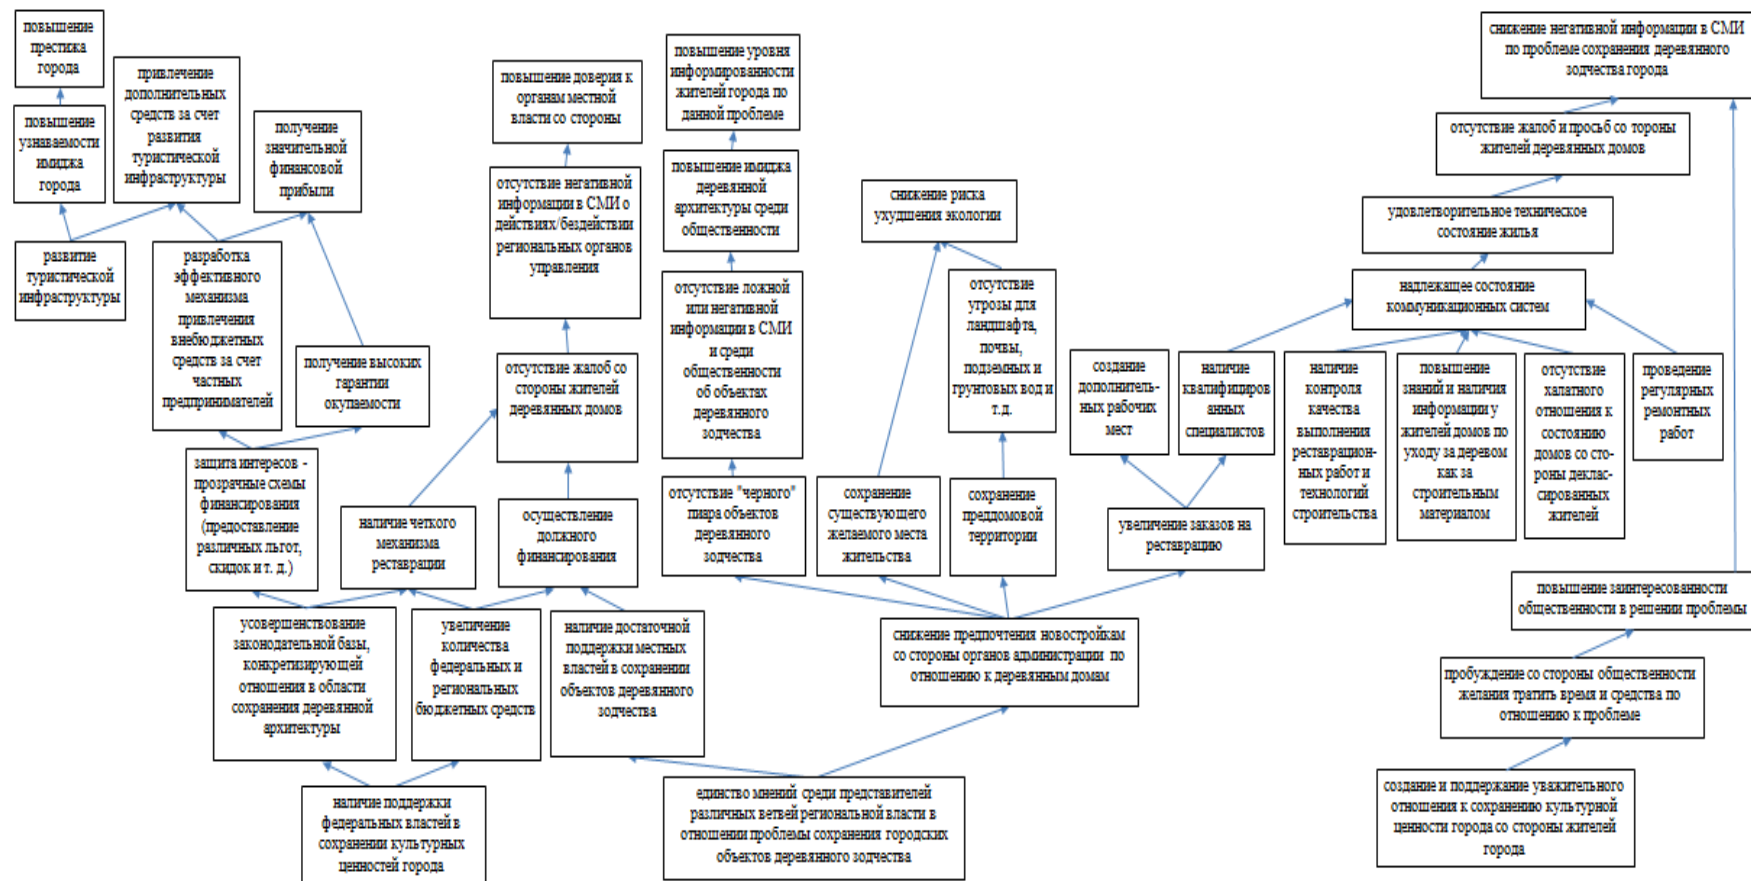 повышение
престижа
города
повышение
узнаваемости
имиджа
города
развитие
туристической
инфраструктуры
привлечение
дополнительных
средств за счет
развития
туристической
инфраструктуры
получение
значительной
финансовой
прибыли
разработка
эффективного
механизма
привлечения
внебюджетных
средств за счет
частных
предпринимателей
получение высоких
гарантии
окупаемости
защита интересов -
прозрачные схемы
финансирования
(предоставление
различных льгот,
скидок и т. д.)
наличие четкого
механизма
реставрации
усовершенствование
законодательной базы,
конкретизирующей
отношения в области
сохранения деревянной
архитектуры
увеличение
количества
федеральных и
региональных
бюджетных средств
наличие поддержки
федеральных властей в
сохранении культурных
ценностей города
повышение доверия к
органам местной
власти со стороны
отсутствие негативной
информации в СМИ о
действиях/бездействии
региональных органов
управления
отсутствие жалоб со
стороны жителей
деревянных домов
осуществление
должного
финансирования
наличие достаточной
поддержки местных
властей в сохранении
объектов деревянного
зодчества
повышение уровня
информированности
жителей города по
данной проблеме
повышение имиджа
деревянной
архитектуры среди
общественности
отсутствие ложной
или негативной
информации в СМИ
и среди
общественности
об объектах
деревянного
зодчества
отсутствие "черного"
пиара объектов
деревянного
зодчества
единство мнений среди представителей
различных ветвей региональной власти в
отношении проблемы сохранения городских
объектов деревянного зодчества
снижение риска
ухудшения экологии
отсутствие
угрозы для
ландшафта,
почвы,
подземных и
грунтовых вод и
т.д.
сохранение
существующего
желаемого места
жительства
сохранение
преддомовой
территории
снижение предпочтения новостройкам
со стороны органов администрации по
отношению к деревянным домам
создание
дополнитель-
ных рабочих
мест
наличие
квалифициров
анных
специалистов
увеличение заказов на
реставрацию
снижение негативной информации в СМИ
по проблеме сохранения деревянного
зодчества города
отсутствие жалоб и просьб со тороны
жителей деревянных домов
удовлетворительное техническое
состояние жилья
надлежащее состояние
коммуникационных систем
наличие
контроля
качества
выполнения
реставрацион-
ных работ и
технологий
строительства
повышение
знаний и наличия
информации у
жителей домов по
уходу за деревом
как за
строительным
материалом
отсутствие
халатного
отношения к
состоянию
домов со сто-
роны деклас-
сированных
жителей
проведение
регулярных
ремонтных
работ
повышение заинтересованности
общественности в решении проблемы
пробуждение со стороны общественности
желания тратить время и средства по
отношению к проблеме
создание и поддержание уважительного
отношения к сохранению культурной
ценности города со стороны жителей
города